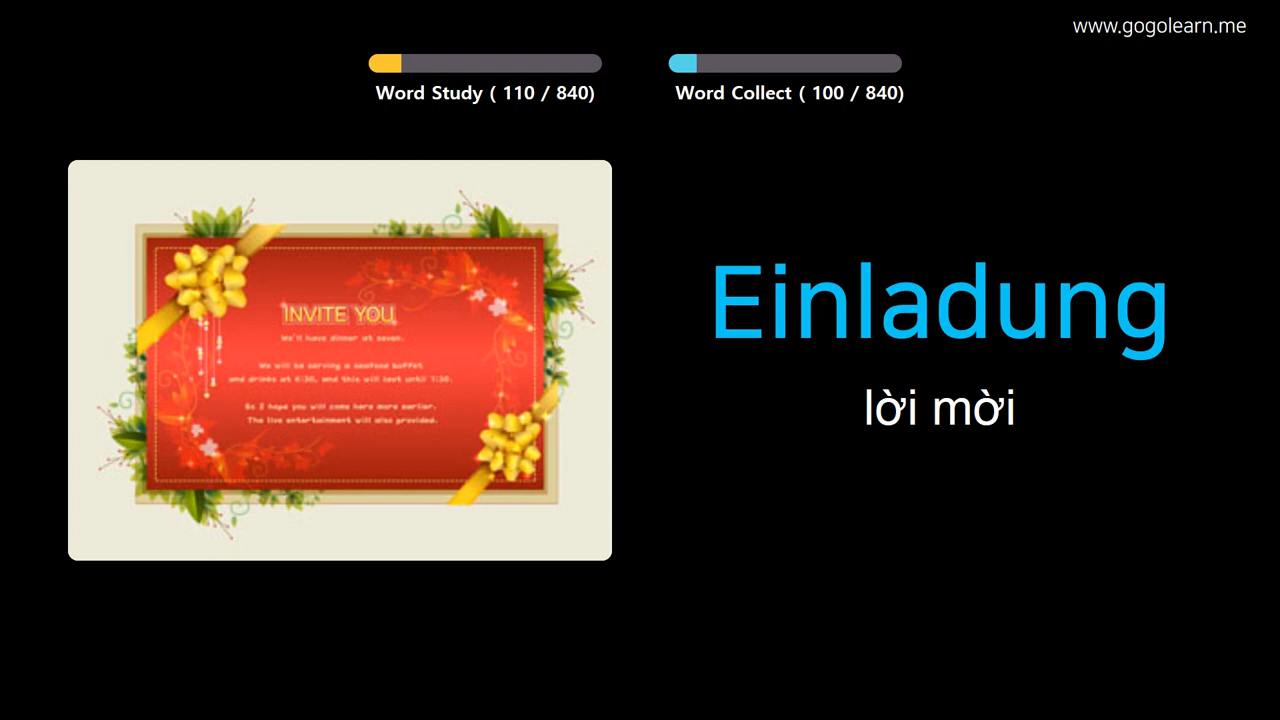 www.gogolearn.me
Word Study ( 110 / 840)
Word Collect ( 100 / 840)
INVITE YOU
We'll have dinner at seven.
We will be serving a seafood buffet
and drinks at 6:30, and this will last until 1:30.
So I hope you will come here more earlier.
The live entertainment will also provided.
Einladung
lời mời